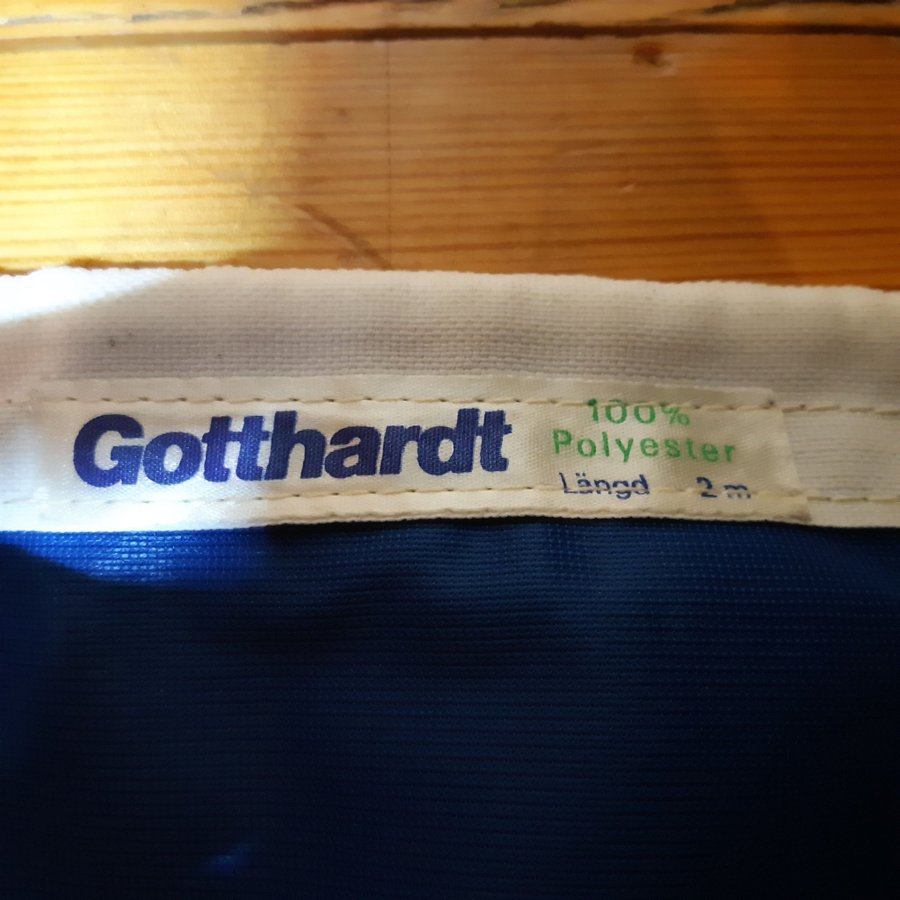 Gotthardt
100%
Polyester
Längd 2 m